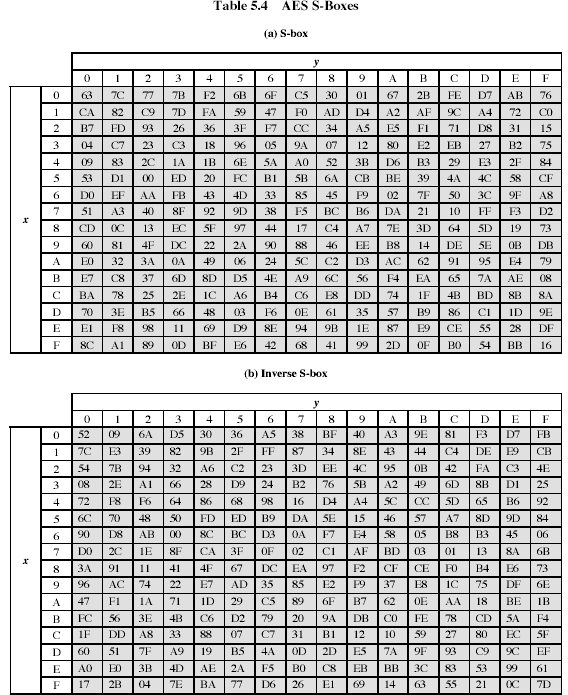 Table 5.4 AES S-Boxes
(a) S-box
y
0 1 2 3 4 5 6 7 8 9 A B C D E F
0 63 7C 77 7B F2 6B 6F C5 30 01 67 2B FE D7 AB 76
1 CA 82 C9 7D FA 59 47 F0 AD D4 A2 AF 9C A4 72 C0
2 B7 FD 93 26 36 3F F7 CC 34 A5 E5 F1 71 D8 31 15
3 04 C7 23 C3 18 96 05 9A 07 12 80 E2 EB 27 B2 75
4 09 83 2C 1A 1B 6E 5A A0 52 3B D6 B3 29 E3 2F 84
5 53 D1 00 ED 20 FC B1 5B 6A CB BE 39 4A 4C 58 CF
6 D0 EF AA FB 43 4D 33 85 45 F9 02 7F 50 3C 9F A8
x 7 51 A3 40 8F 92 9D 38 F5 BC B6 DA 21 10 FF F3 D2
8 CD 0C 13 EC 5F 97 44 17 C4 A7 7E 3D 64 5D 19 73
9 60 81 4F DC 22 2A 90 88 46 EE B8 14 DE 5E 0B DB
A E0 32 3A 0A 49 06 24 5C C2 D3 AC 62 91 95 E4 79
B E7 C8 37 6D 8D D5 4E A9 6C 56 F4 EA 65 7A AE 08
C BA 78 25 2E 1C A6 B4 C6 E8 DD 74 1F 4B BD 8B 8A
D 70 3E B5 66 48 03 F6 0E 61 35 57 B9 86 C1 1D 9E
E E1 F8 98 11 69 D9 8E 94 9B 1E 87 E9 CE 55 28 DF
F 8C A1 89 0D BF E6 42 68 41 99 2D 0F B0 54 BB 16
(b) Inverse S-box
y
0 1 2 3 4 5 6 7 8 9 A B C D E F
0 52 09 6A D5 30 36 A5 38 BF 40 A3 9E 81 F3 D7 FB
1 7C E3 39 82 9B 2F FF 87 34 8E 43 44 C4 DE E9 CB
2 54 7B 94 32 A6 C2 23 3D EE 4C 95 0B 42 FA C3 4E
3 08 2E A1 66 28 D9 24 B2 76 5B A2 49 6D 8B D1 25
4 72 F8 F6 64 86 68 98 16 D4 A4 5C CC 5D 65 B6 92
5 6C 70 48 50 FD ED B9 DA 5E 15 46 57 A7 8D 9D 84
6 90 D8 AB 00 8C BC D3 0A F7 E4 58 05 B8 B3 45 06
x 7 D0 2C 1E 8F CA 3F 0F 02 C1 AF BD 03 01 13 8A 6B
8 3A 91 11 41 4F 67 DC EA 97 F2 CF CE F0 B4 E6 73
9 96 AC 74 22 E7 AD 35 85 E2 F9 37 E8 1C 75 DF 6E
A 47 F1 1A 71 1D 29 C5 89 6F B7 62 0E AA 18 BE 1B
B FC 56 3E 4B C6 D2 79 20 9A DB C0 FE 78 CD 5A F4
C 1F DD A8 33 88 07 C7 31 B1 12 10 59 27 80 EC 5F
D 60 51 7F A9 19 B5 4A 0D 2D E5 7A 9F 93 C9 9C EF
E A0 E0 3B 4D AE 2A F5 B0 C8 EB BB 3C 83 53 99 61
F 17 2B 04 7E BA 77 D6 26 E1 69 14 63 55 21 0C 7D